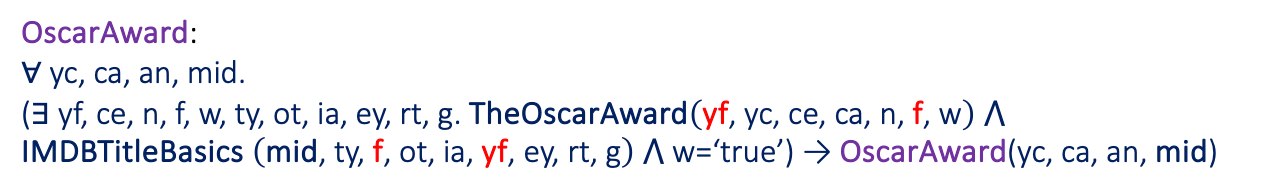 OscarAward:
∀ yc, ca, an, mid.
(∃ yf, ce, n, f, w, ty, ot, ia, ey, rt, g. TheOscarAward(yf, yc, ce, ca, n, f, w) Λ
IMDBTitleBasics (mid, ty, f, ot, ia, yf, ey, rt, g) Λ w=‘true’) → OscarAward(yc, ca, an, mid)